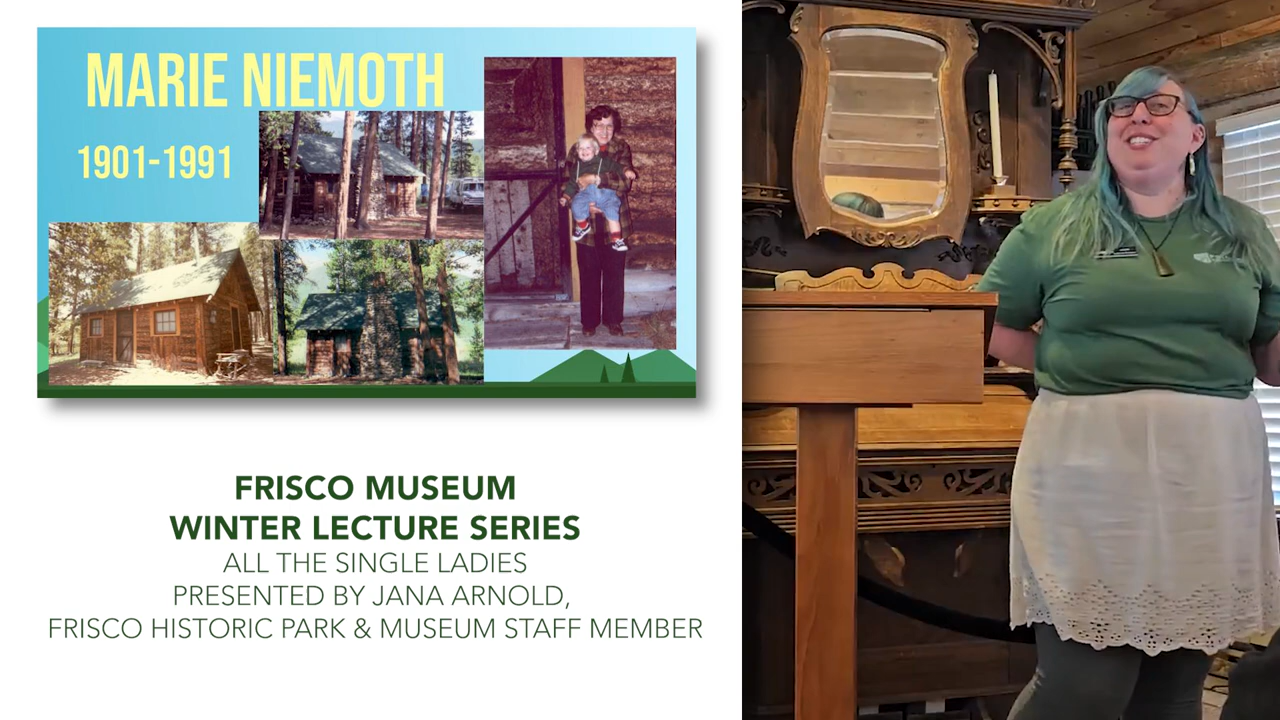 MARIE NIEMOTH
1901-1991
FRISCO MUSEUM
WINTER LECTURE SERIES
ALL THE SINGLE LADIES
PRESENTED BY JANA ARNOLD,
FRISCO HISTORIC PARK & MUSEUM STAFF MEMBER